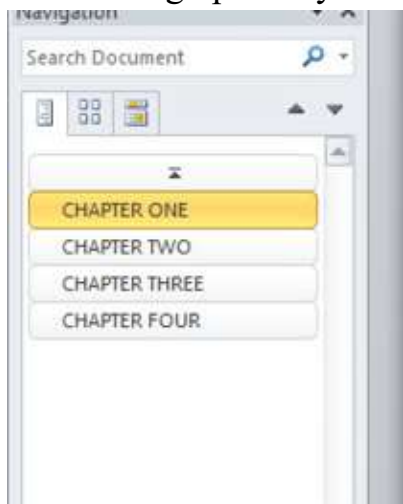 Navigation
Search Document
CHAPTER ONE
CHAPTER TWO
CHAPTER THREE
CHAPTER FOUR